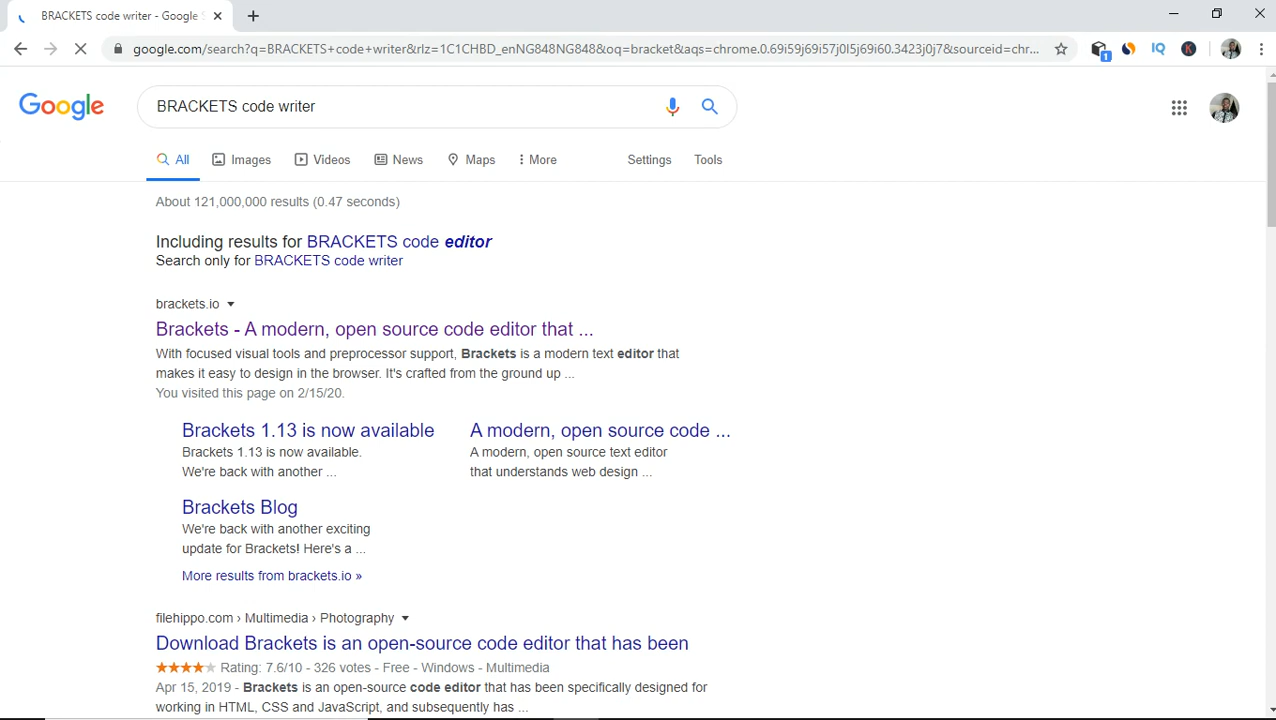 BRACKETS code writer - Google S
google.com/search?q=BRACKETS+code+writer&rlz=1C1CHBD_enNG848NG848&oq=bracket&aqs=chrome.0.69i59j69i57j0l5j69i60.3423j0j7&sourceid=chr...
1
IQ
K
Google
BRACKETS code writer
All Images Videos News Maps More Settings Tools
About 121,000,000 results (0.47 seconds)
Including results for BRACKETS code editor
Search only for BRACKETS code writer
brackets.io
Brackets - A modern, open source code editor that ...
With focused visual tools and preprocessor support, Brackets is a modern text editor that
makes it easy to design in the browser. It's crafted from the ground up ...
You visited this page on 2/15/20.
Brackets 1.13 is now available
Brackets 1.13 is now available.
We're back with another ...
A modern, open source code ...
A modern, open source text editor
that understands web design ...
Brackets Blog
We're back with another exciting
update for Brackets! Here's a ...
More results from brackets.io »
filehippo.com › Multimedia › Photography
Download Brackets is an open-source code editor that has been
Rating: 7.6/10 - 326 votes - Free - Windows - Multimedia
Apr 15, 2019 - Brackets is an open-source code editor that has been specifically designed for
working in HTML, CSS and JavaScript, and subsequently has ...